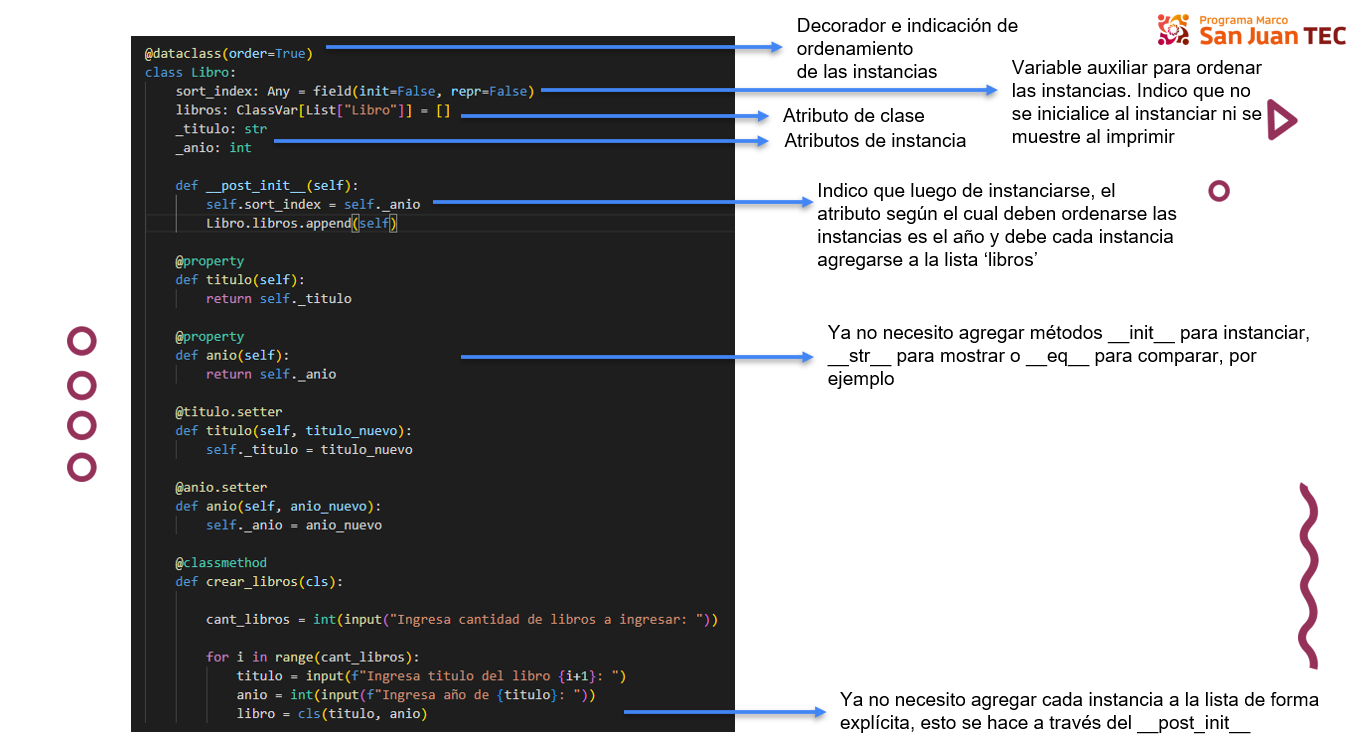 Programa Marco
San Juan TEC
@dataclass(order=True)
class Libro:
    sort_index: Any = field(init=False, repr=False)
    libros: ClassVar[List["Libro"]] = []
    _titulo: str
    _anio: int
    def __post_init__(self):
        self.sort_index = self._anio
        Libro.libros.append(self)
    @property
    def titulo(self):
        return self._titulo
    @property
    def anio(self):
        return self._anio
    @titulo.setter
    def titulo(self, titulo_nuevo):
        self._titulo = titulo_nuevo
    @anio.setter
    def anio(self, anio_nuevo):
        self._anio = anio_nuevo
    @classmethod
    def crear_libros(cls):
        cant_libros = int(input("Ingresa cantidad de libros a ingresar: "))
        for i in range(cant_libros):
            titulo = input(f"Ingresa titulo del libro {i+1}: ")
            anio = int(input(f"Ingresa año de {titulo}: "))
            libro = cls(titulo, anio)
Decorador e indicación de
ordenamiento
de las instancias
Variable auxiliar para ordenar
las instancias. Indico que no
se inicialice al instanciar ni se
muestre al imprimir
Atributo de clase
Atributos de instancia
Indico que luego de instanciarse, el
atributo según el cual deben ordenarse las
instancias es el año y debe cada instancia
agregarse a la lista ‘libros’
Ya no necesito agregar métodos __init__ para instanciar,
__str__ para mostrar o __eq__ para comparar, por
ejemplo
Ya no necesito agregar cada instancia a la lista de forma
explícita, esto se hace a través del __post_init__